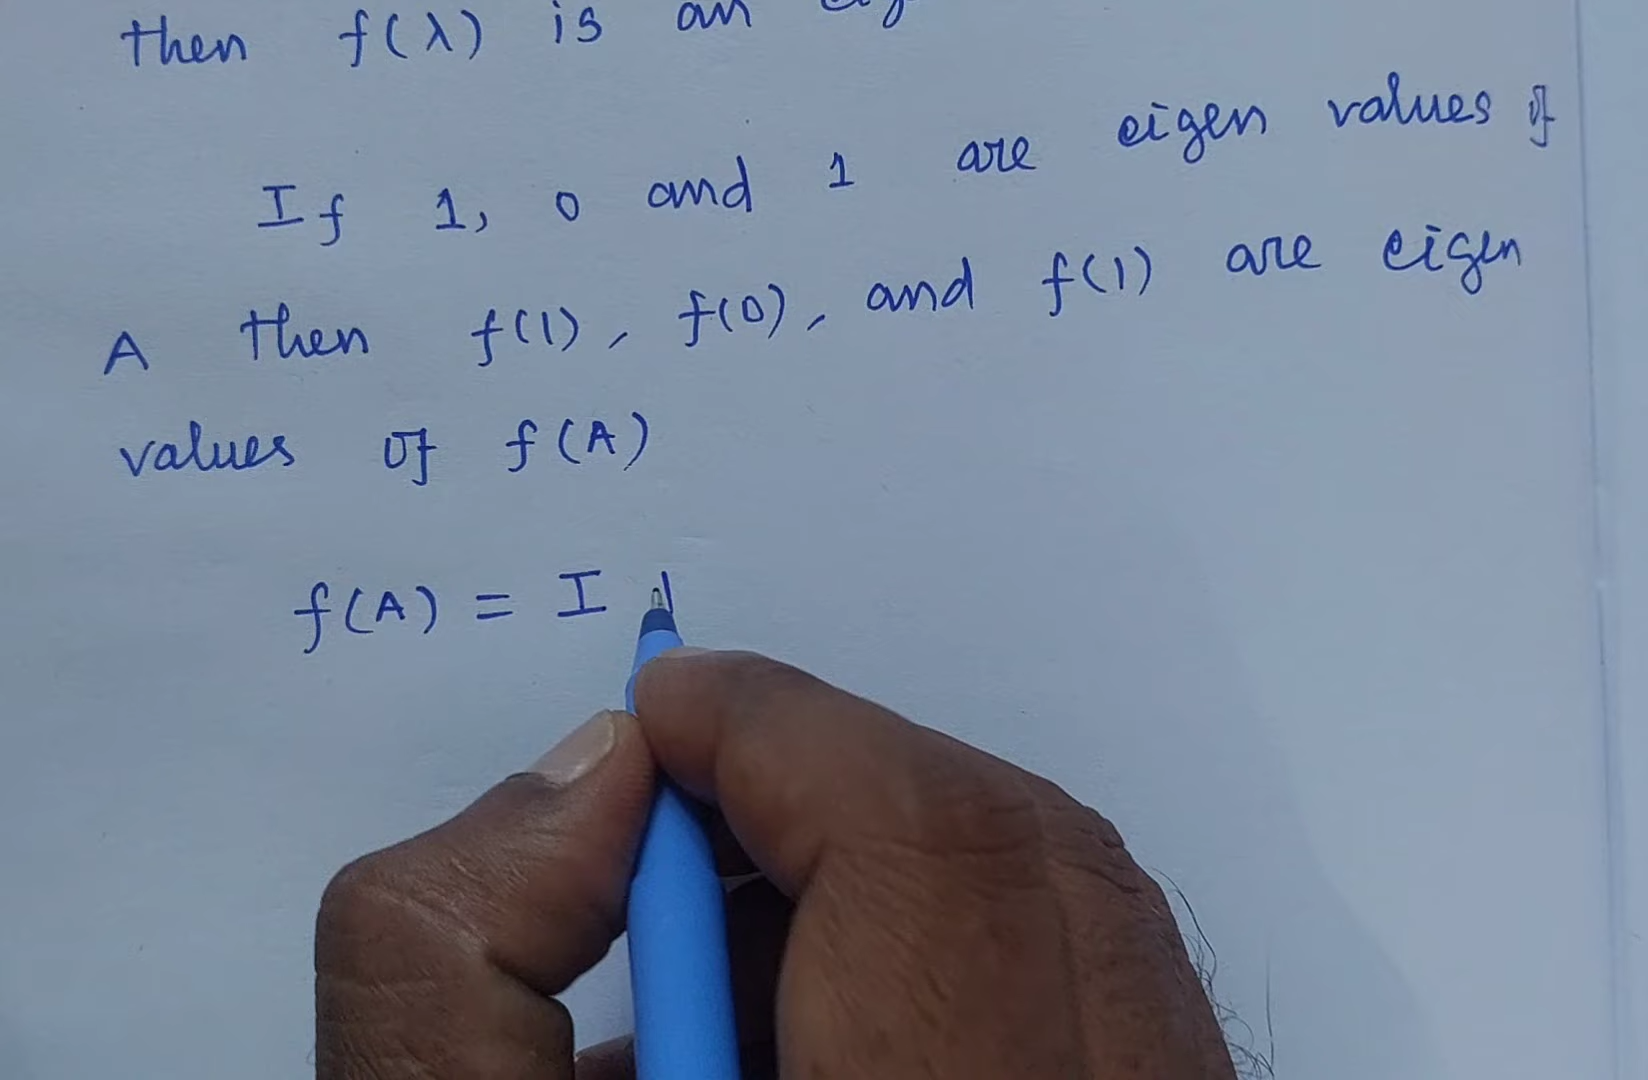 then f(λ) is an
If 1, 0 and 1 are eigen values of
A then f(1), f(0), and f(1) are eigen
values of f(A)
f(A) = I